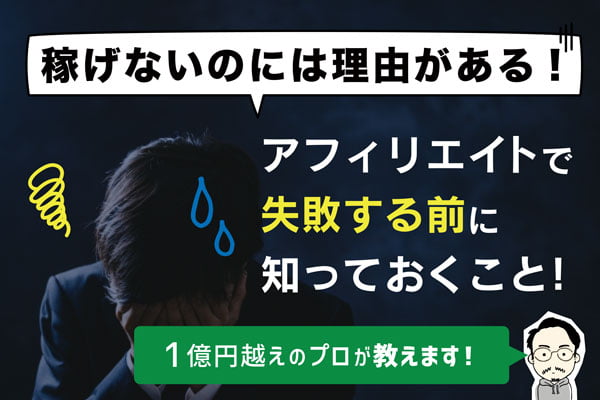 稼げないのには理由がある！
アフィリエイトで
失敗する前に
知っておくこと！
1億円越えのプロが教えます！